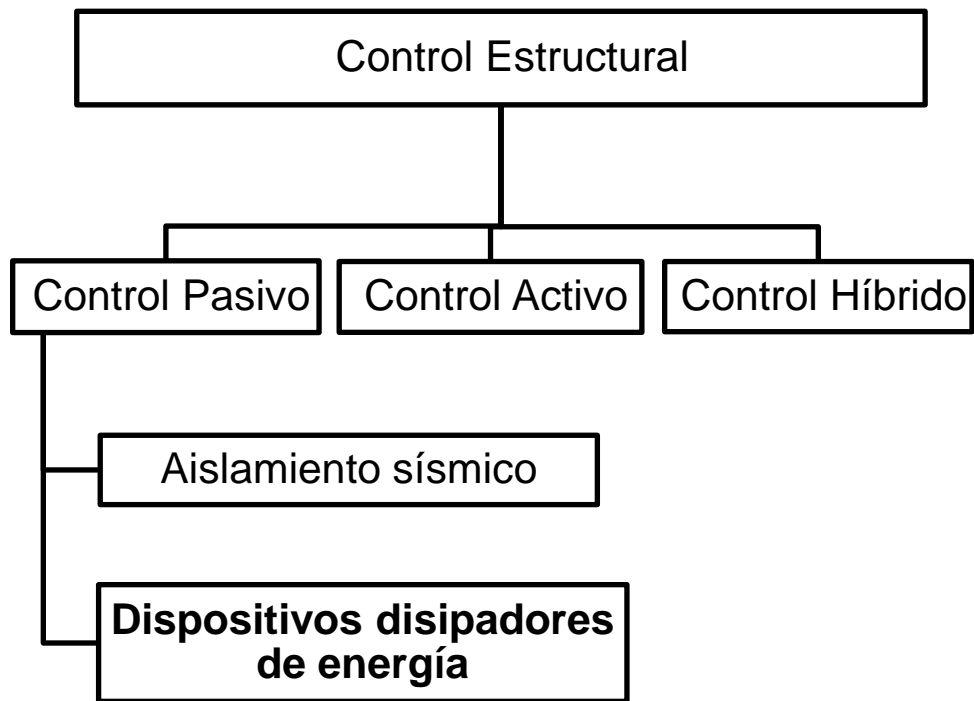 Control Estructural
Control Pasivo
Control Activo
Control Híbrido
Aislamiento sísmico
Dispositivos disipadores
de energía